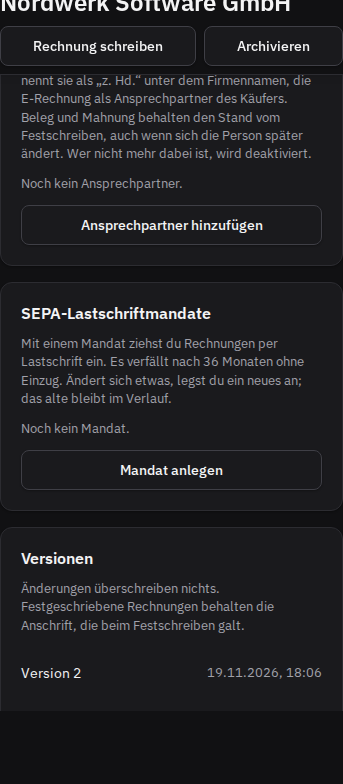 Nordwerk Software GmbH
Rechnung schreiben
Archivieren
nennt sie als „z. Hd.“ unter dem Firmennamen, die
E-Rechnung als Ansprechpartner des Käufers.
Beleg und Mahnung behalten den Stand vom
Festschreiben, auch wenn sich die Person später
ändert. Wer nicht mehr dabei ist, wird deaktiviert.
Noch kein Ansprechpartner.
Ansprechpartner hinzufügen
SEPA-Lastschriftmandate
Mit einem Mandat ziehst du Rechnungen per
Lastschrift ein. Es verfällt nach 36 Monaten ohne
Einzug. Ändert sich etwas, legst du ein neues an;
das alte bleibt im Verlauf.
Noch kein Mandat.
Mandat anlegen
Versionen
Änderungen überschreiben nichts.
Festgeschriebene Rechnungen behalten die
Anschrift, die beim Festschreiben galt.
Version 2
19.11.2026, 18:06